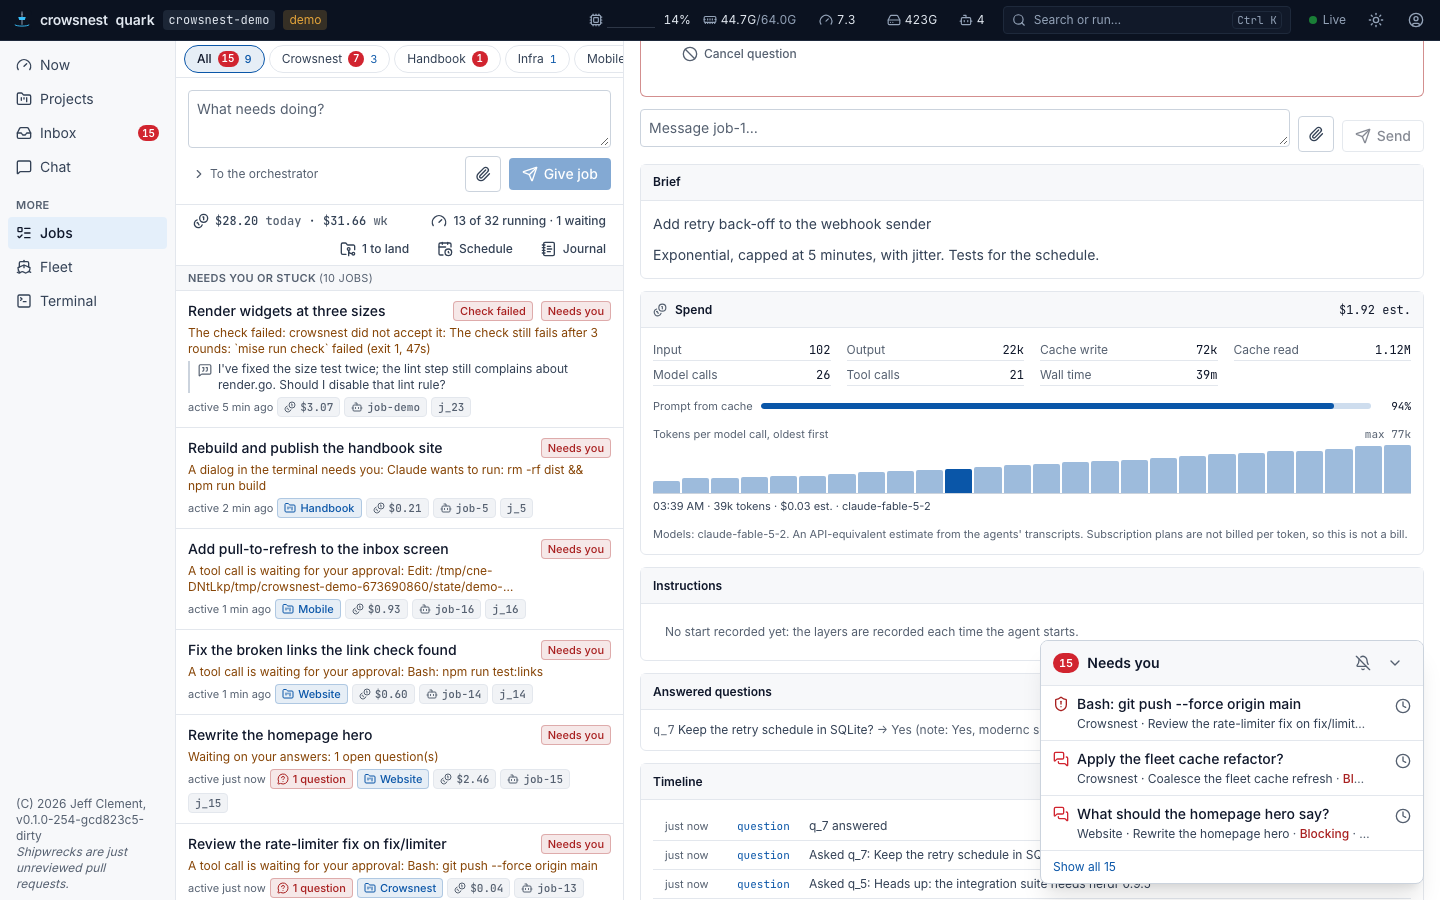 crowsnest quark crowsnest-demo demo
14% 44.7G/64.0G 7.3 423G 4
Search or run... Ctrl K
Live
Now
Projects
Inbox 15
Chat
MORE
Jobs
Fleet
Terminal
(C) 2026 Jeff Clement,
v0.1.0-254-gcd823c5-
dirty
Shipwrecks are just
unreviewed pull
requests.
All 15 9 Crowsnest 7 3 Handbook 1 Infra 1 Mobile
What needs doing?
To the orchestrator
Give job
$28.20 today · $31.66 wk
13 of 32 running · 1 waiting
1 to land Schedule Journal
NEEDS YOU OR STUCK (10 JOBS)
Render widgets at three sizes Check failed Needs you
The check failed: crowsnest did not accept it: The check still fails after 3
rounds: `mise run check` failed (exit 1, 47s)
I've fixed the size test twice; the lint step still complains about
render.go. Should I disable that lint rule?
active 5 min ago $3.07 job-demo j_23
Rebuild and publish the handbook site Needs you
A dialog in the terminal needs you: Claude wants to run: rm -rf dist &&
npm run build
active 2 min ago Handbook $0.21 job-5 j_5
Add pull-to-refresh to the inbox screen Needs you
A tool call is waiting for your approval: Edit: /tmp/cne-
DNtLkp/tmp/crowsnest-demo-673690860/state/demo-...
active 1 min ago Mobile $0.93 job-16 j_16
Fix the broken links the link check found Needs you
A tool call is waiting for your approval: Bash: npm run test:links
active 1 min ago Website $0.60 job-14 j_14
Rewrite the homepage hero Needs you
Waiting on your answers: 1 open question(s)
active just now 1 question Website $2.46 job-15
j_15
Review the rate-limiter fix on fix/limiter Needs you
A tool call is waiting for your approval: Bash: git push --force origin main
active just now 1 question Crowsnest $0.04 job-13
Cancel question
Message job-1...
Send
Brief
Add retry back-off to the webhook sender
Exponential, capped at 5 minutes, with jitter. Tests for the schedule.
Spend $1.92 est.
Input 102 Output 22k Cache write 72k Cache read 1.12M
Model calls 26 Tool calls 21 Wall time 39m
Prompt from cache 94%
Tokens per model call, oldest first max 77k
03:39 AM · 39k tokens · $0.03 est. · claude-fable-5-2
Models: claude-fable-5-2. An API-equivalent estimate from the agents' transcripts. Subscription plans are not billed per token, so this is not a bill.
Instructions
No start recorded yet: the layers are recorded each time the agent starts.
Answered questions
q_7 Keep the retry schedule in SQLite? → Yes (note: Yes, modernc s
Timeline
just now question q_7 answered
just now question Asked q_7: Keep the retry schedule in SQ
just now question Asked q_5: Heads up: the integration suite needs nerdl 0.9.5
15 Needs you
Bash: git push --force origin main
Crowsnest · Review the rate-limiter fix on fix/limit...
Apply the fleet cache refactor?
Crowsnest · Coalesce the fleet cache refresh · Bl...
What should the homepage hero say?
Website · Rewrite the homepage hero · Blocking · ...
Show all 15